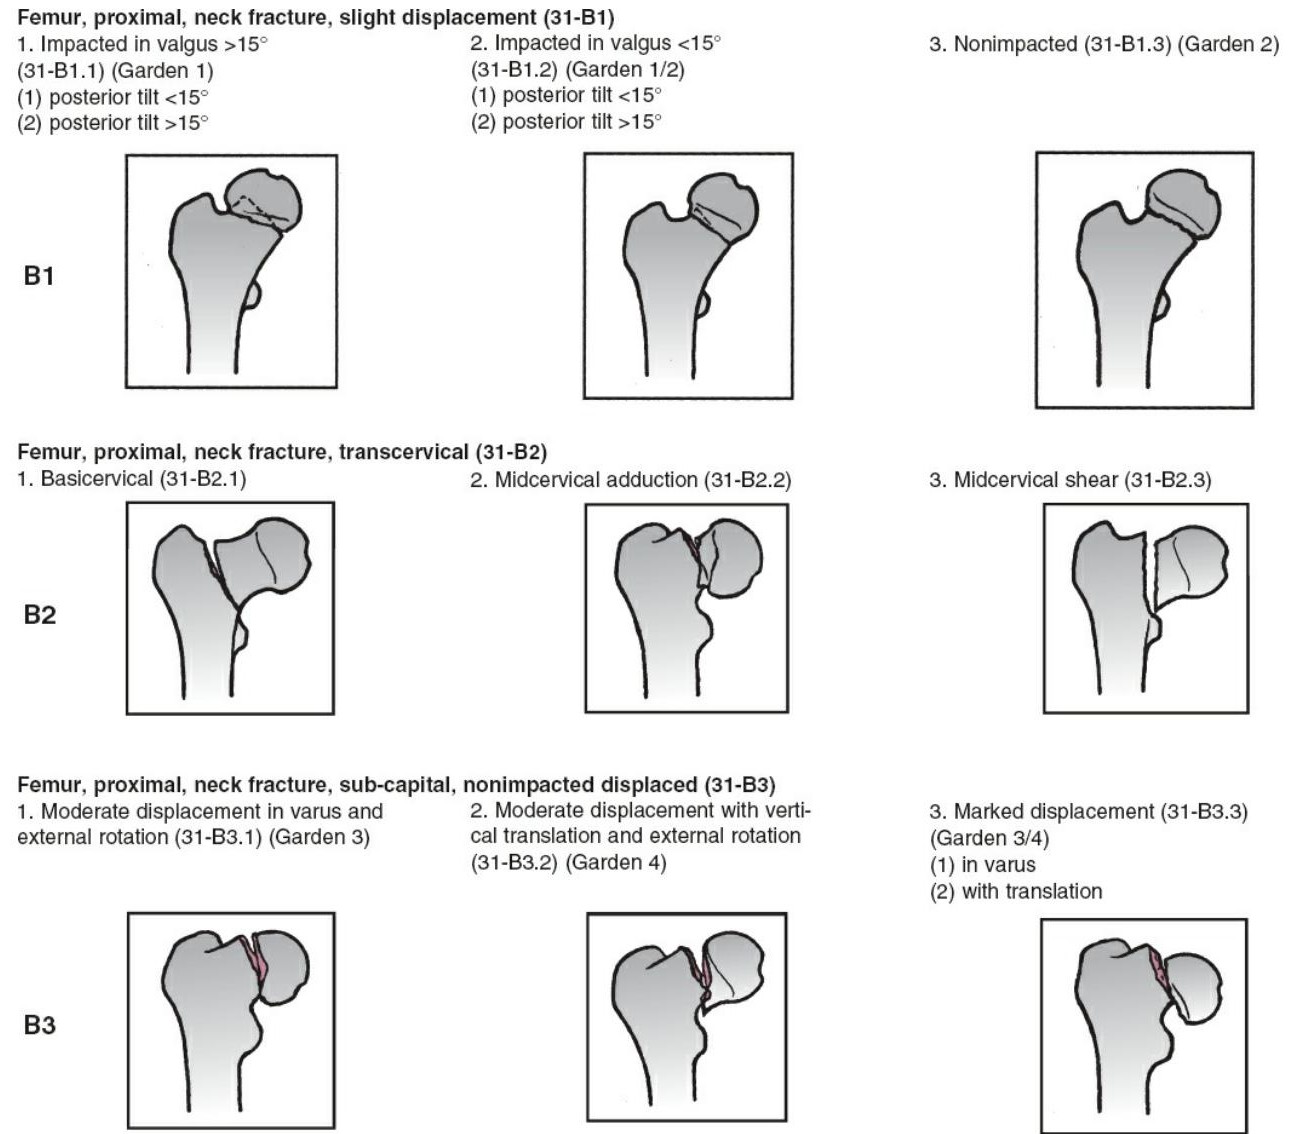 Femur, proximal, neck fracture, slight displacement (31-B1)
1. Impacted in valgus >15°
(31-B1.1) (Garden 1)
(1) posterior tilt <15°
(2) posterior tilt >15°
2. Impacted in valgus <15°
(31-B1.2) (Garden 1/2)
(1) posterior tilt <15°
(2) posterior tilt >15°
3. Nonimpacted (31-B1.3) (Garden 2)
B1
Femur, proximal, neck fracture, transcervical (31-B2)
1. Basicervical (31-B2.1)
2. Midcervical adduction (31-B2.2)
3. Midcervical shear (31-B2.3)
B2
Femur, proximal, neck fracture, sub-capital, nonimpacted displaced (31-B3)
1. Moderate displacement in varus and
external rotation (31-B3.1) (Garden 3)
2. Moderate displacement with verti-
cal translation and external rotation
(31-B3.2) (Garden 4)
3. Marked displacement (31-B3.3)
(Garden 3/4)
(1) in varus
(2) with translation
B3